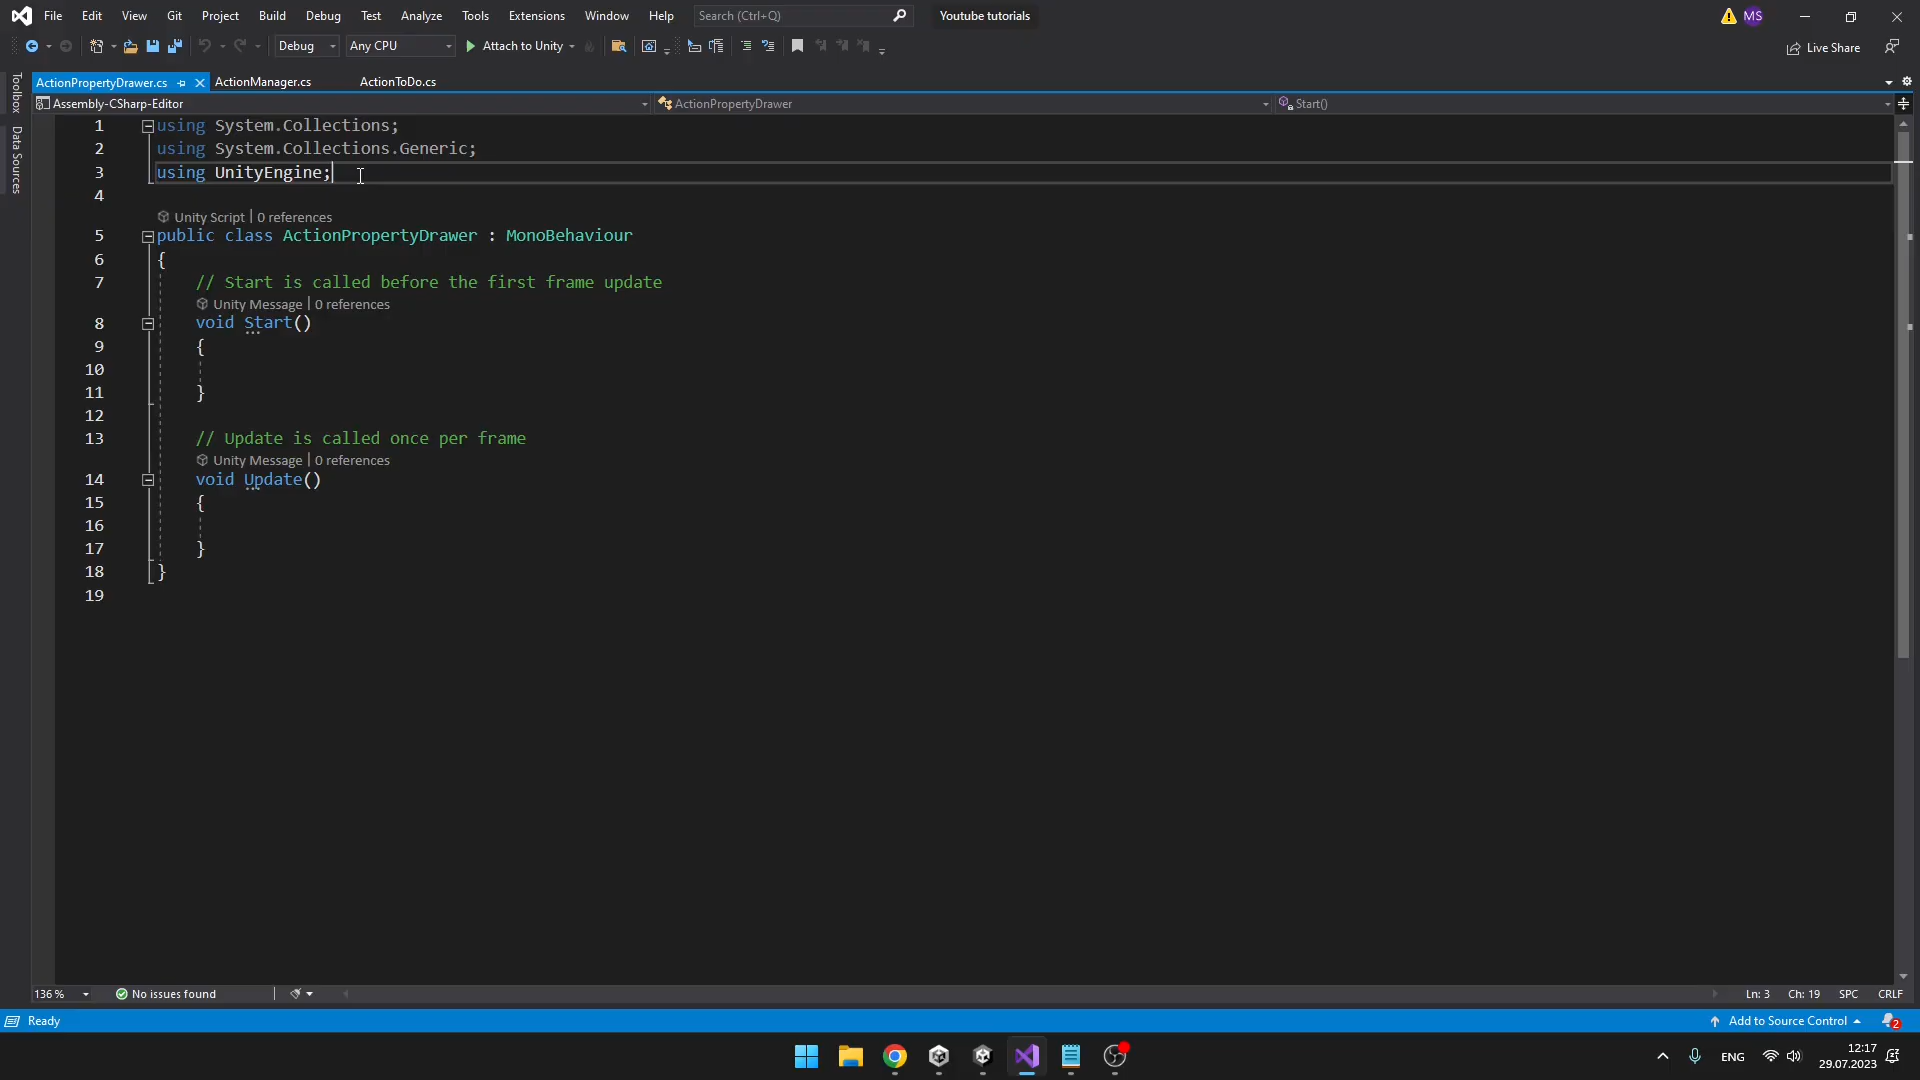 File Edit View Git Project Build Debug Test Analyze Tools Extensions Window Help Search (Ctrl+Q) Youtube tutorials MS
Debug Any CPU Attach to Unity Live Share
ActionPropertyDrawer.cs ActionManager.cs ActionToDo.cs
Assembly-CSharp-Editor ActionPropertyDrawer Start()
Toolbox
Data Sources
1 using System.Collections;
2 using System.Collections.Generic;
3 using UnityEngine;
4
Unity Script | 0 references
5 public class ActionPropertyDrawer : MonoBehaviour
6 {
7 // Start is called before the first frame update
Unity Message | 0 references
8 void Start()
9 {
10
11 }
12
13 // Update is called once per frame
Unity Message | 0 references
14 void Update()
15 {
16
17 }
18 }
19
136 % No issues found Ln: 3 Ch: 19 SPC CRLF
Ready Add to Source Control 2
ENG 12:17
29.07.2023